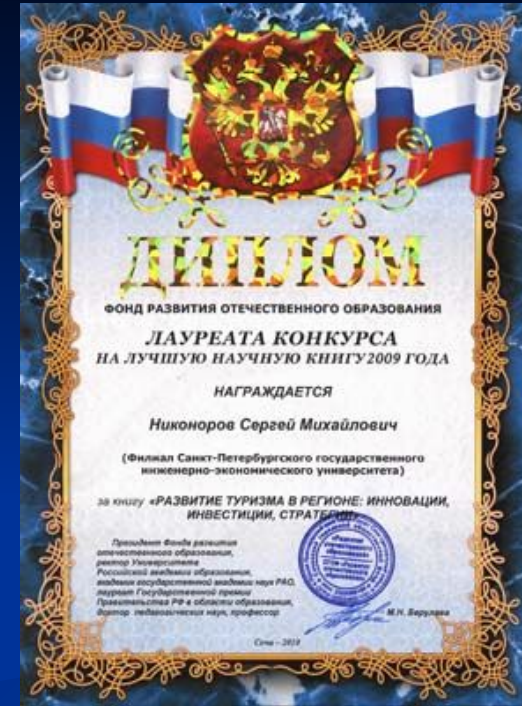 ДИПЛОМ
ФОНД РАЗВИТИЯ ОТЕЧЕСТВЕННОГО ОБРАЗОВАНИЯ
ЛАУРЕАТА КОНКУРСА
НА ЛУЧШУЮ НАУЧНУЮ КНИГУ 2009 ГОДА
НАГРАЖДАЕТСЯ
Никоноров Сергей Михайлович
(Филиал Санкт-Петербургского государственного
инженерно-экономического университета)
за книгу «РАЗВИТИЕ ТУРИЗМА В РЕГИОНЕ: ИННОВАЦИИ,
ИНВЕСТИЦИИ, СТРАТЕГИИ»
Президент Фонда развития
отечественного образования,
ректор Университета
Российской академии образования,
академик государственной академии наук РАО,
лауреат Государственной премии
Правительства РФ в области образования,
доктор педагогических наук, профессор
М.Н. Берулава
Сочи – 2010